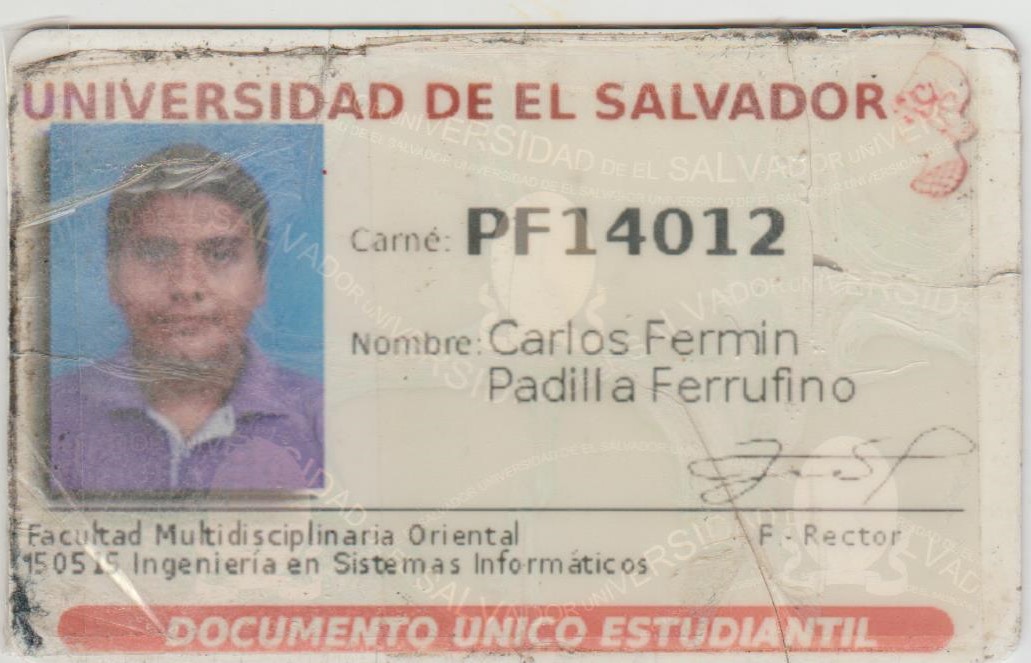 UNIVERSIDAD DE EL SALVADOR
Carné: PF14012
Nombre: Carlos Fermin
Padilla Ferrufino
F.- Rector
Facultad Multidisciplinaria Oriental
150515 Ingeniería en Sistemas Informáticos
DOCUMENTO UNICO ESTUDIANTIL